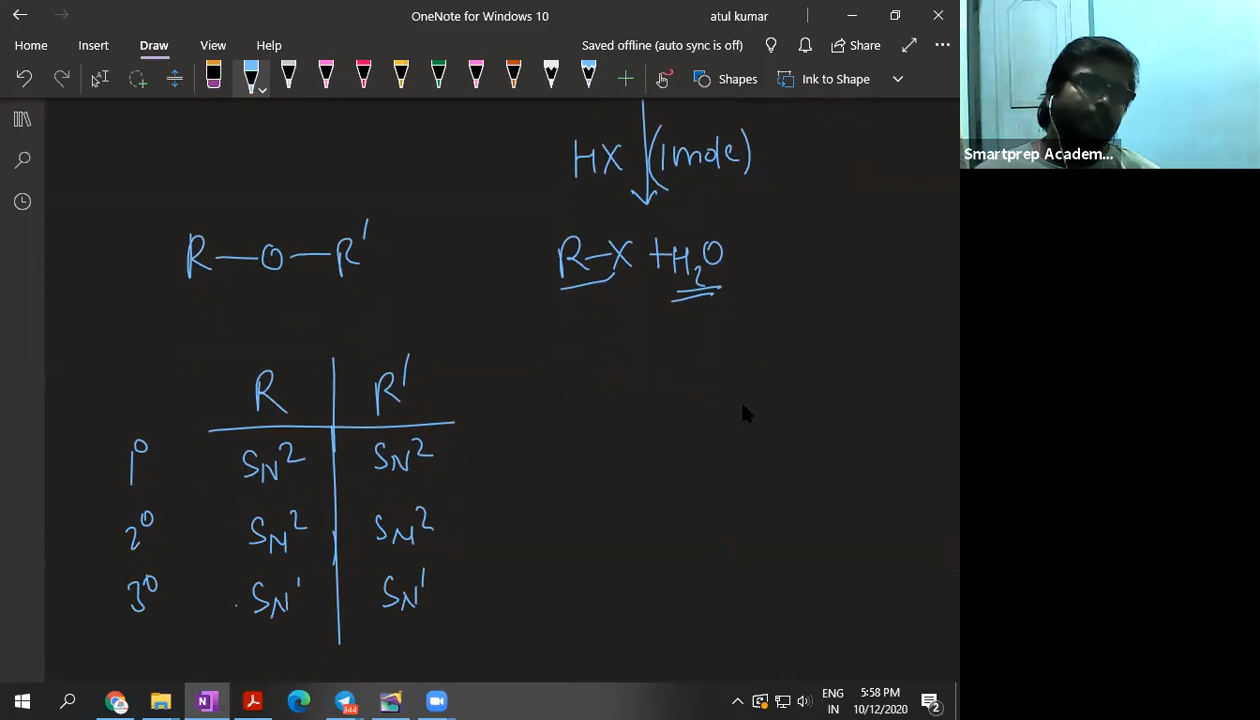 OneNote for Windows 10
atul kumar
Home Insert Draw View Help
Saved offline (auto sync is off)
Share
Shapes
Ink to Shape
Smartprep Academ...
HX (1mole)
R—O—R'
R—X + H₂O
R R'
1° SN2 SN2
2° SN2 SN2
3° SN1 SN1
344
ENG
IN
5:58 PM
10/12/2020
2